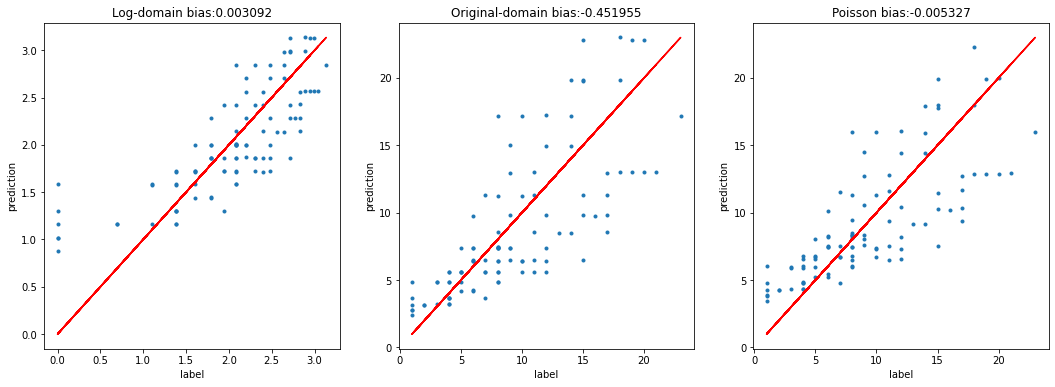 Log-domain bias:0.003092
3.0
2.5
2.0
1.5
1.0
0.5
0.0
prediction
0.0 0.5 1.0 1.5 2.0 2.5 3.0
label
Original-domain bias:-0.451955
20
15
10
5
0
prediction
0 5 10 15 20
label
Poisson bias:-0.005327
20
15
10
5
0
prediction
0 5 10 15 20
label